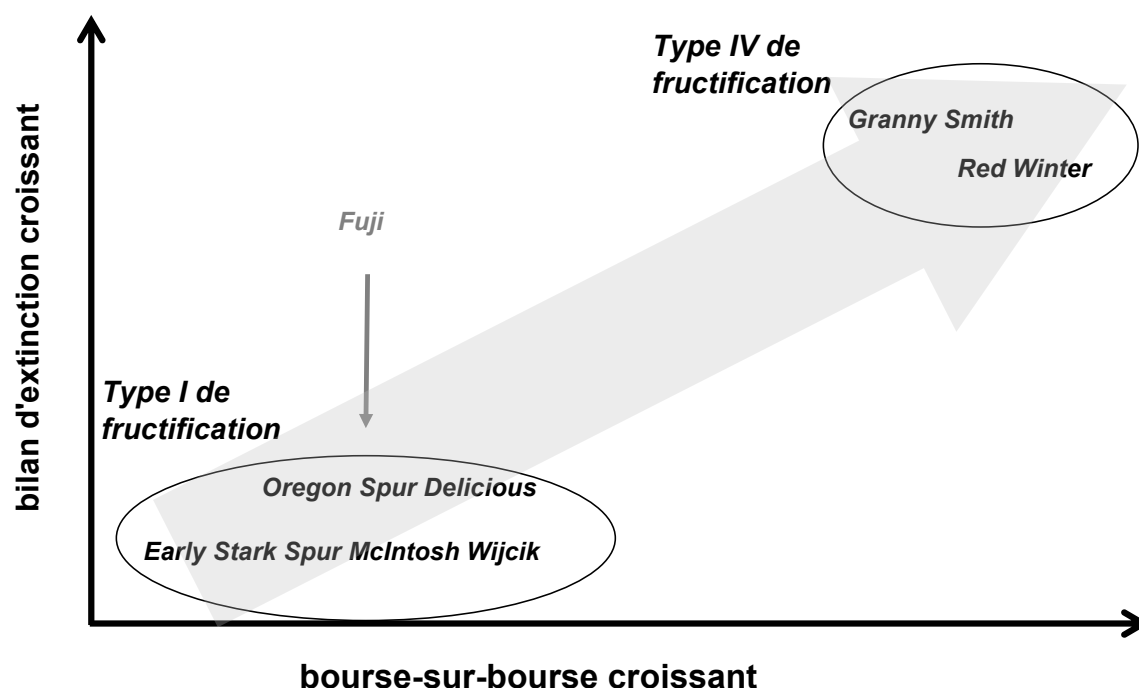 Type IV de
fructification
Granny Smith
Red Winter
Fuji
bilan d'extinction croissant
Type I de
fructification
Oregon Spur Delicious
Early Stark Spur McIntosh Wijcik
bourse-sur-bourse croissant